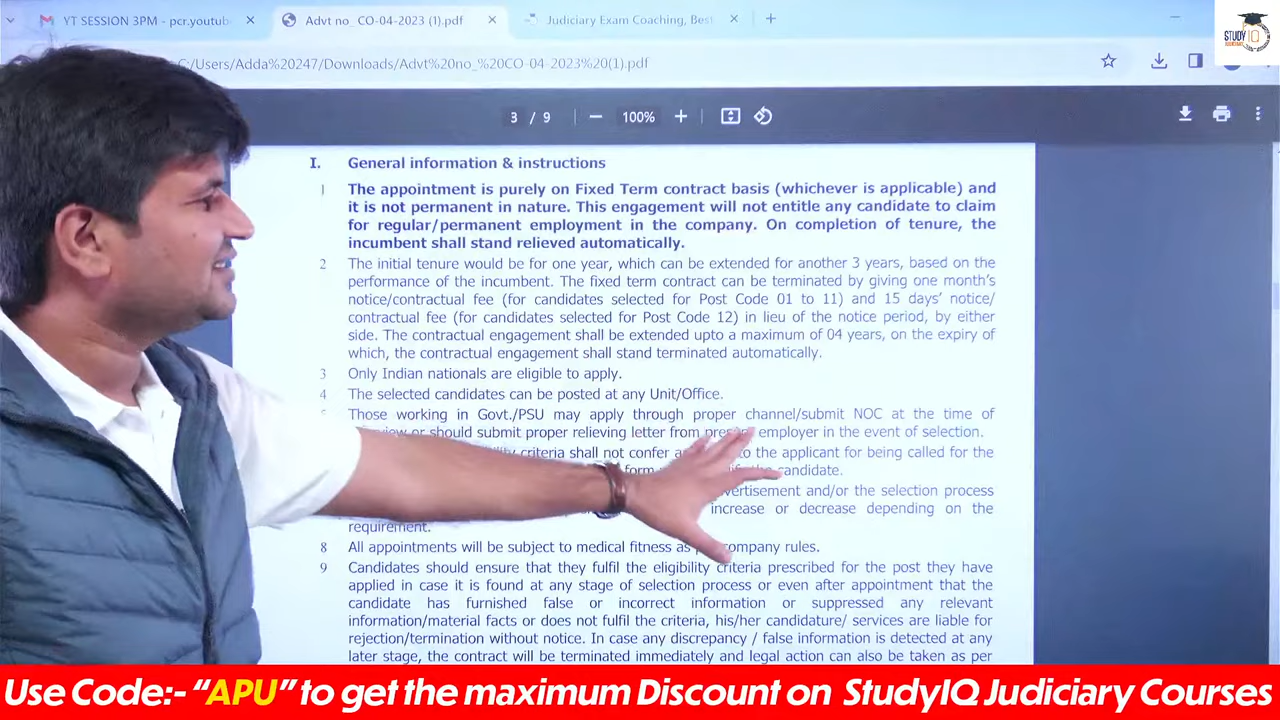 YT SESSION 3PM - pcr.youtub
Advt no_ CO-04-2023 (1).pdf
Judiciary Exam Coaching, Best
C:/Users/Adda%20247/Downloads/Advt%20no_%20CO-04-2023%20(1).pdf
STUDY IQ
JUDICIARY
3 / 9
100%
I. General information & instructions
1 The appointment is purely on Fixed Term contract basis (whichever is applicable) and
it is not permanent in nature. This engagement will not entitle any candidate to claim
for regular/permanent employment in the company. On completion of tenure, the
incumbent shall stand relieved automatically.
2 The initial tenure would be for one year, which can be extended for another 3 years, based on the
performance of the incumbent. The fixed term contract can be terminated by giving one month's
notice/contractual fee (for candidates selected for Post Code 01 to 11) and 15 days' notice/
contractual fee (for candidates selected for Post Code 12) in lieu of the notice period, by either
side. The contractual engagement shall be extended upto a maximum of 04 years, on the expiry of
which, the contractual engagement shall stand terminated automatically.
3 Only Indian nationals are eligible to apply.
4 The selected candidates can be posted at any Unit/Office.
Those working in Govt./PSU may apply through proper channel/submit NOC at the time of
or should submit proper relieving letter from employer in the event of selection.
criteria shall not confer to the applicant for being called for the
form candidate.
and/or the selection process
increase or decrease depending on the
requirement.
8 All appointments will be subject to medical fitness as company rules.
9 Candidates should ensure that they fulfil the eligibility criteria prescribed for the post they have
applied in case it is found at any stage of selection process or even after appointment that the
candidate has furnished false or incorrect information or suppressed any relevant
information/material facts or does not fulfil the criteria, his/her candidature/ services are liable for
rejection/termination without notice. In case any discrepancy / false information is detected at any
later stage, the contract will be terminated immediately and legal action can also be taken as per
Use Code:- "APU" to get the maximum Discount on StudyIQ Judiciary Courses